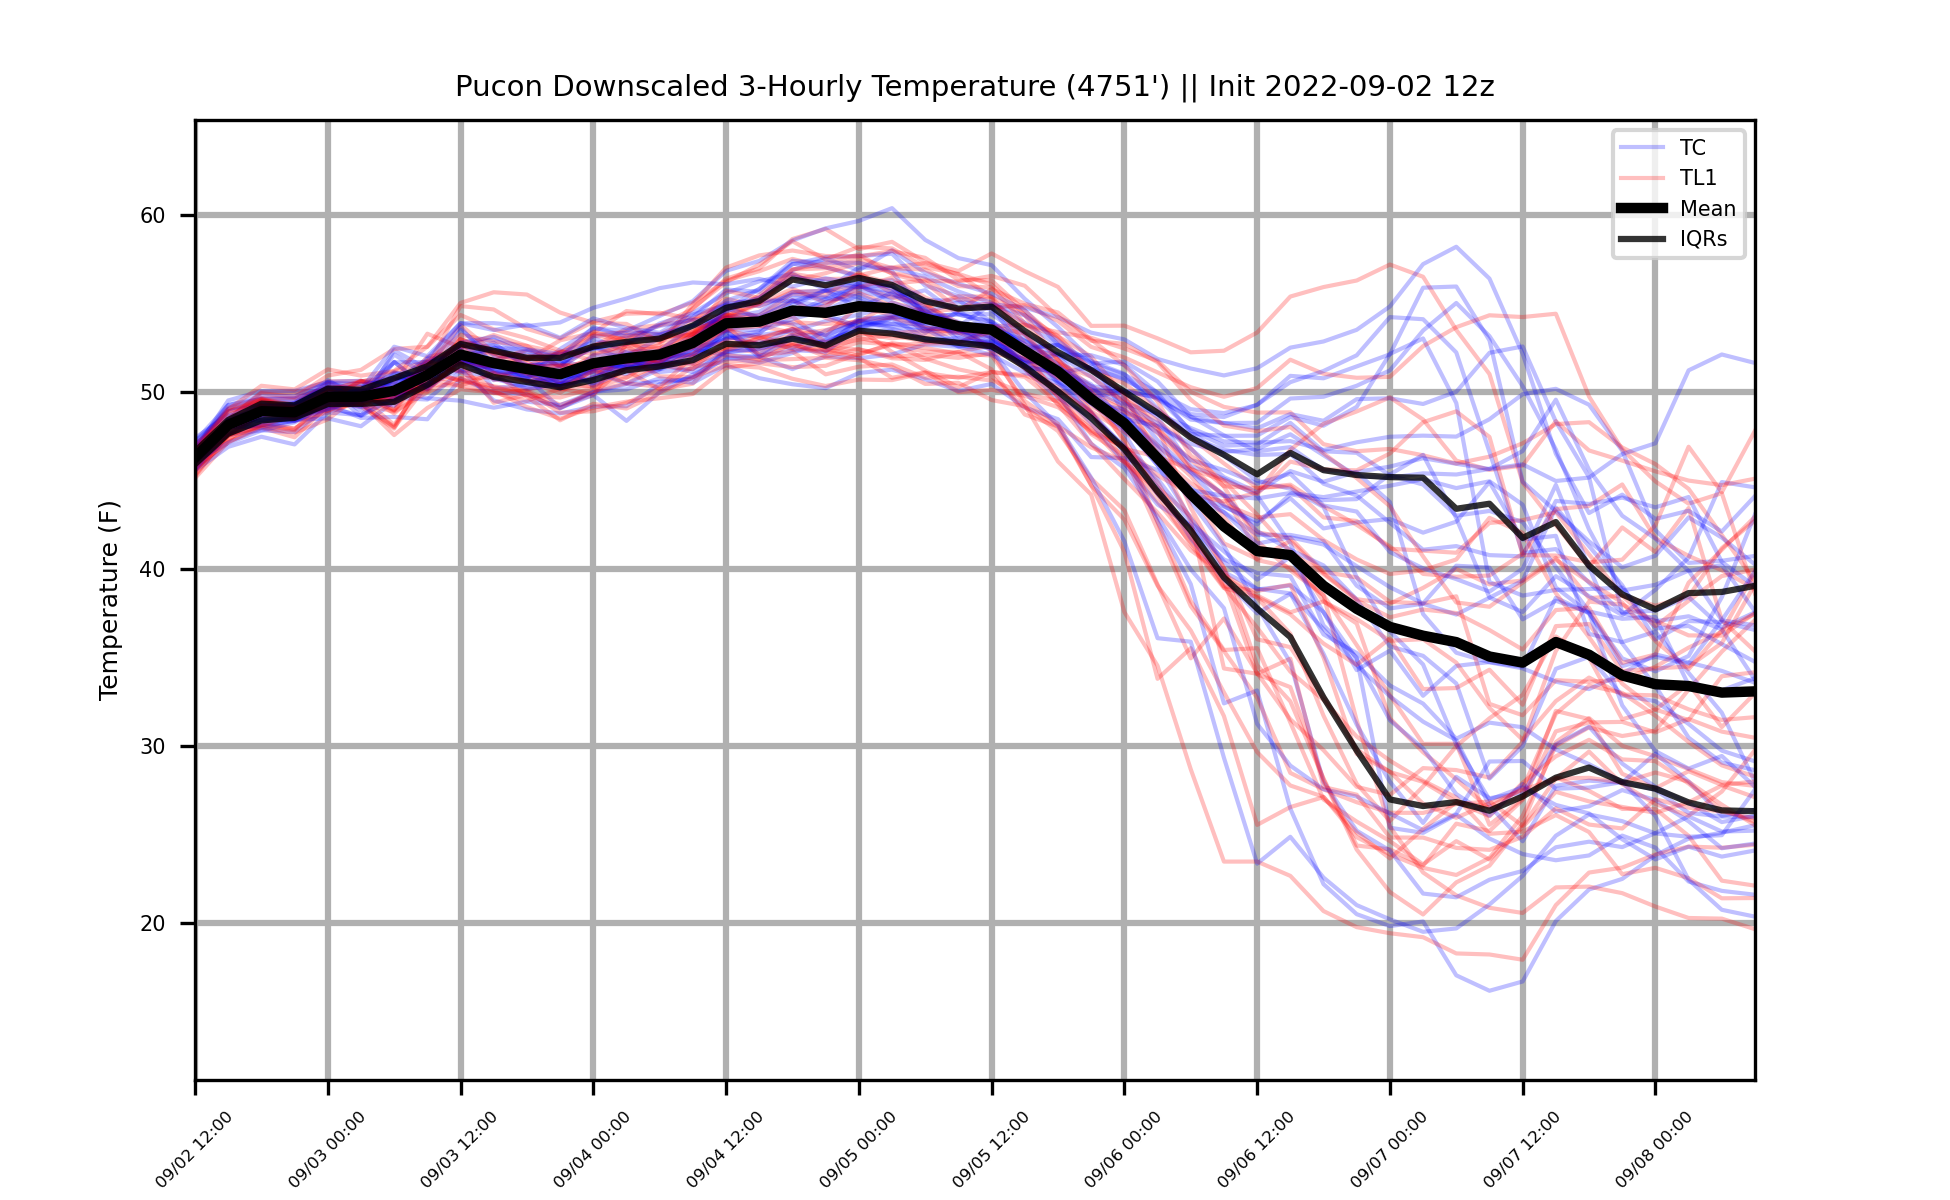 Pucon Downscaled 3-Hourly Temperature (4751') || Init 2022-09-02 12z
TC
TL1
Mean
IQRs
Temperature (F)
60
50
40
30
20
09/02 12:00
09/03 00:00
09/03 12:00
09/04 00:00
09/04 12:00
09/05 00:00
09/05 12:00
09/06 00:00
09/06 12:00
09/07 00:00
09/07 12:00
09/08 00:00